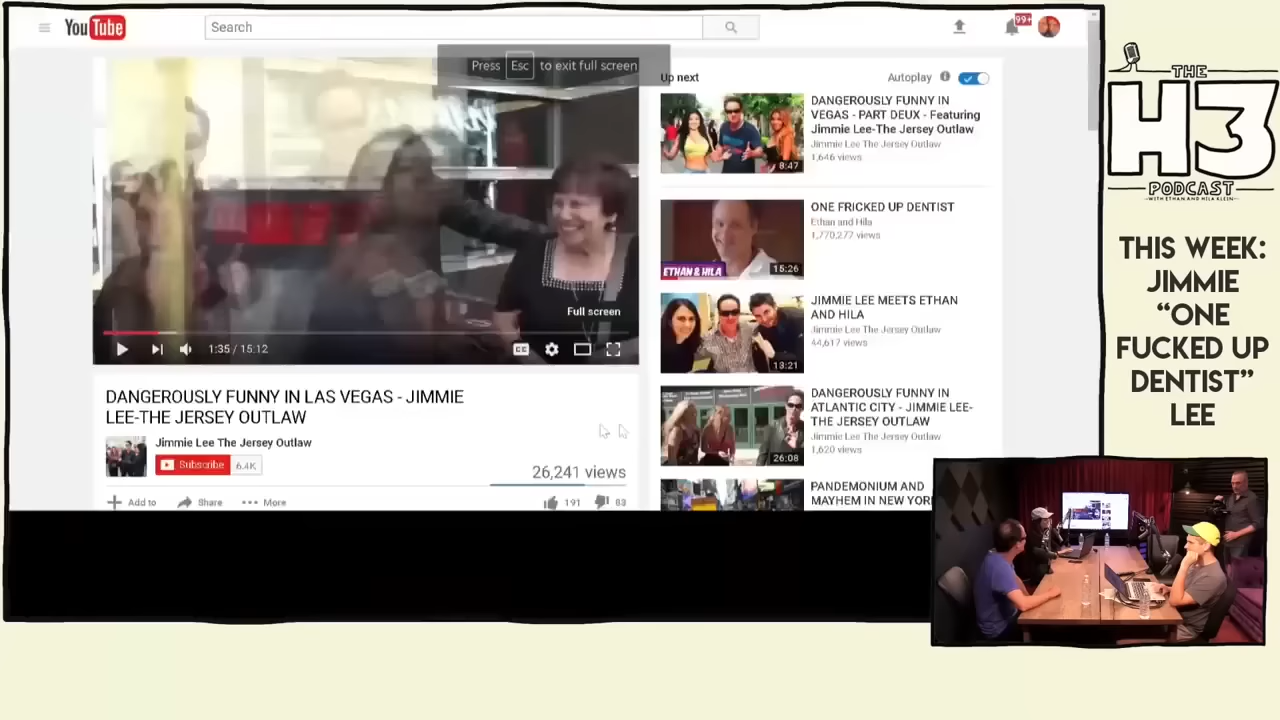 YouTube
Search
99+
Press Esc to exit full screen
Up next
Autoplay
DANGEROUSLY FUNNY IN
VEGAS - PART DEUX - Featuring
Jimmie Lee-The Jersey Outlaw
Jimmie Lee The Jersey Outlaw
1,646 views
8:47
ONE FRICKED UP DENTIST
Ethan and Hila
1,770,277 views
ETHAN & HILA
15:26
JIMMIE LEE MEETS ETHAN
AND HILA
Jimmie Lee The Jersey Outlaw
44,617 views
13:21
DANGEROUSLY FUNNY IN
ATLANTIC CITY - JIMMIE LEE-
THE JERSEY OUTLAW
Jimmie Lee The Jersey Outlaw
1,620 views
26:08
PANDEMONIUM AND
MAYHEM IN NEW YORK
Full screen
1:35 / 15:12
CC
DANGEROUSLY FUNNY IN LAS VEGAS - JIMMIE
LEE-THE JERSEY OUTLAW
Jimmie Lee The Jersey Outlaw
Subscribe 6.4K
26,241 views
Add to Share More
191 83
THE
H3
PODCAST
-WITH ETHAN AND HILA KLEIN-
THIS WEEK:
JIMMIE
“ONE
FUCKED UP
DENTIST”
LEE